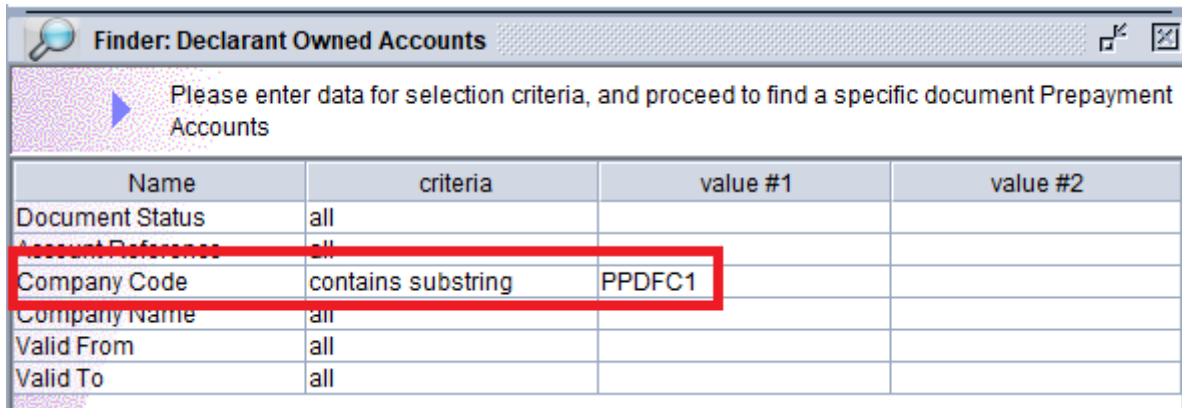 Finder: Declarant Owned Accounts
Please enter data for selection criteria, and proceed to find a specific document Prepayment
Accounts
Name criteria value #1 value #2
Document Status all
Account Reference all
Company Code contains substring PPDFC1
Company Name all
Valid From all
Valid To all